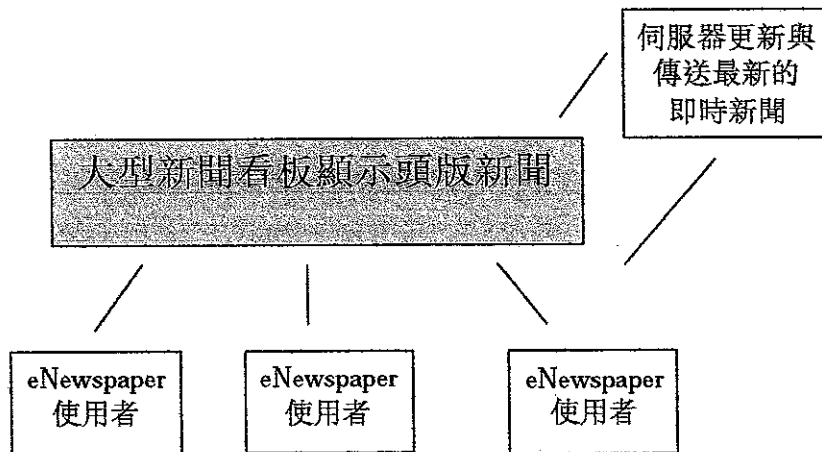 伺服器更新與
傳送最新的
即時新聞
大型新聞看板顯示頭版新聞
eNewspaper
使用者
eNewspaper
使用者
eNewspaper
使用者